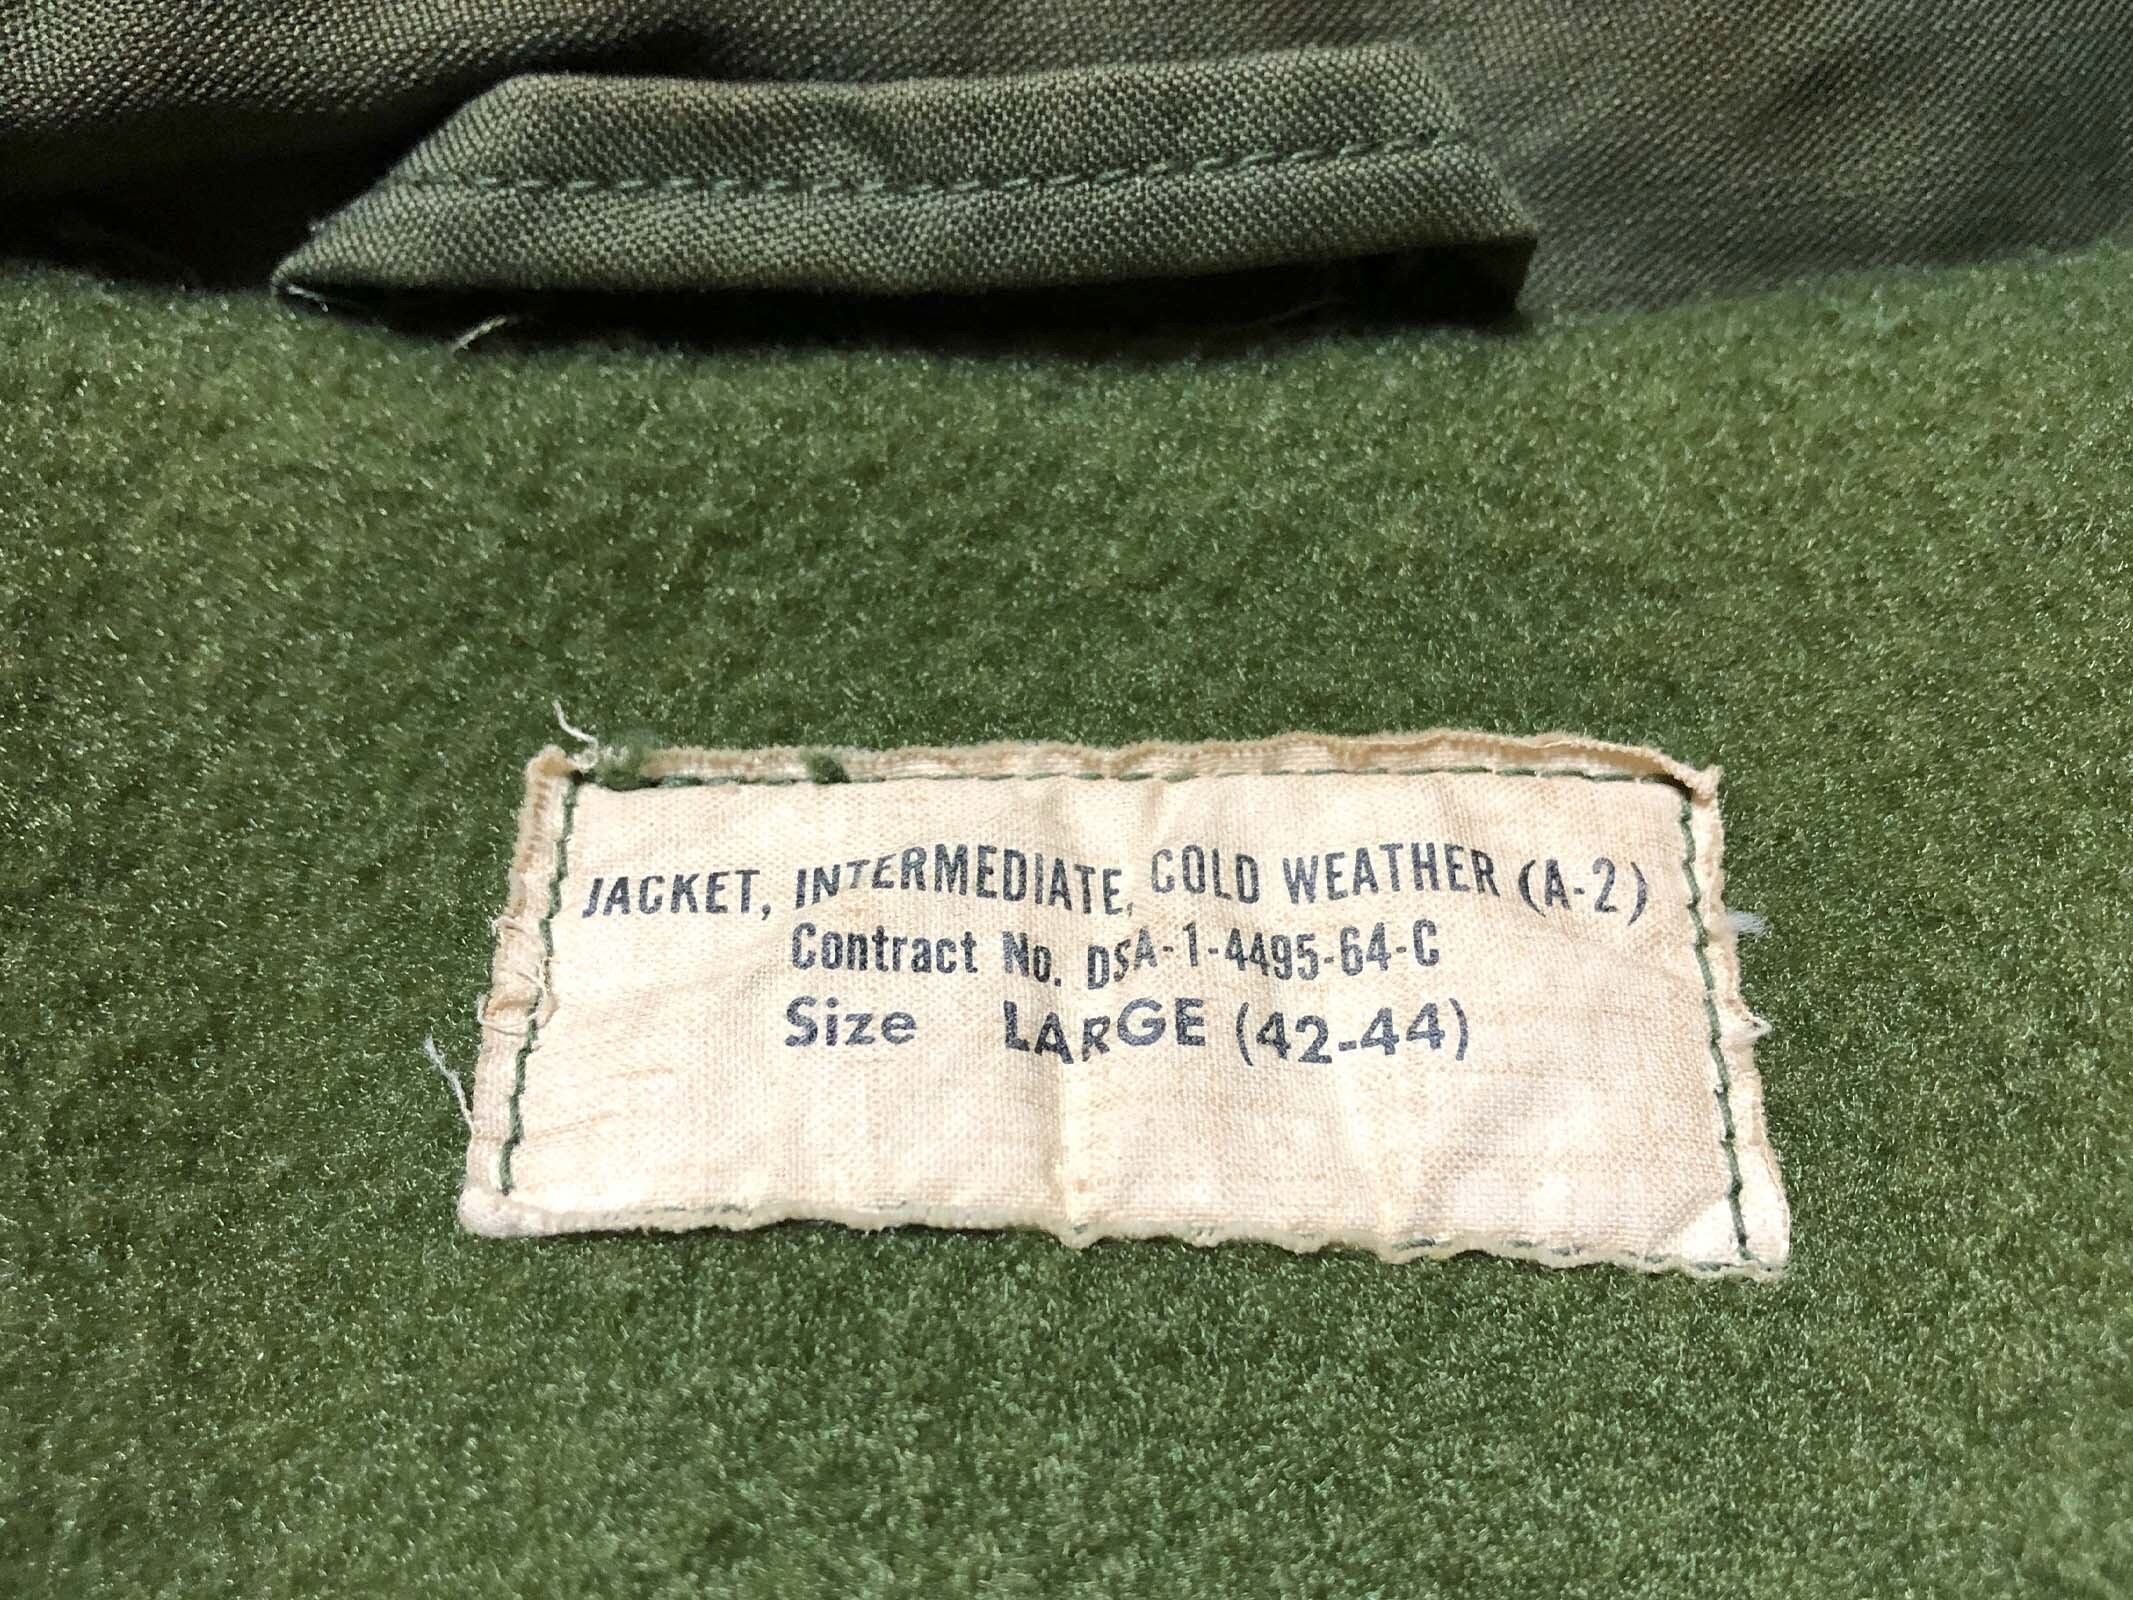 JACKET, INTERMEDIATE, COLD WEATHER (A-2)
Contract No. DSA-1-4495-64-C
Size LARGE (42-44)